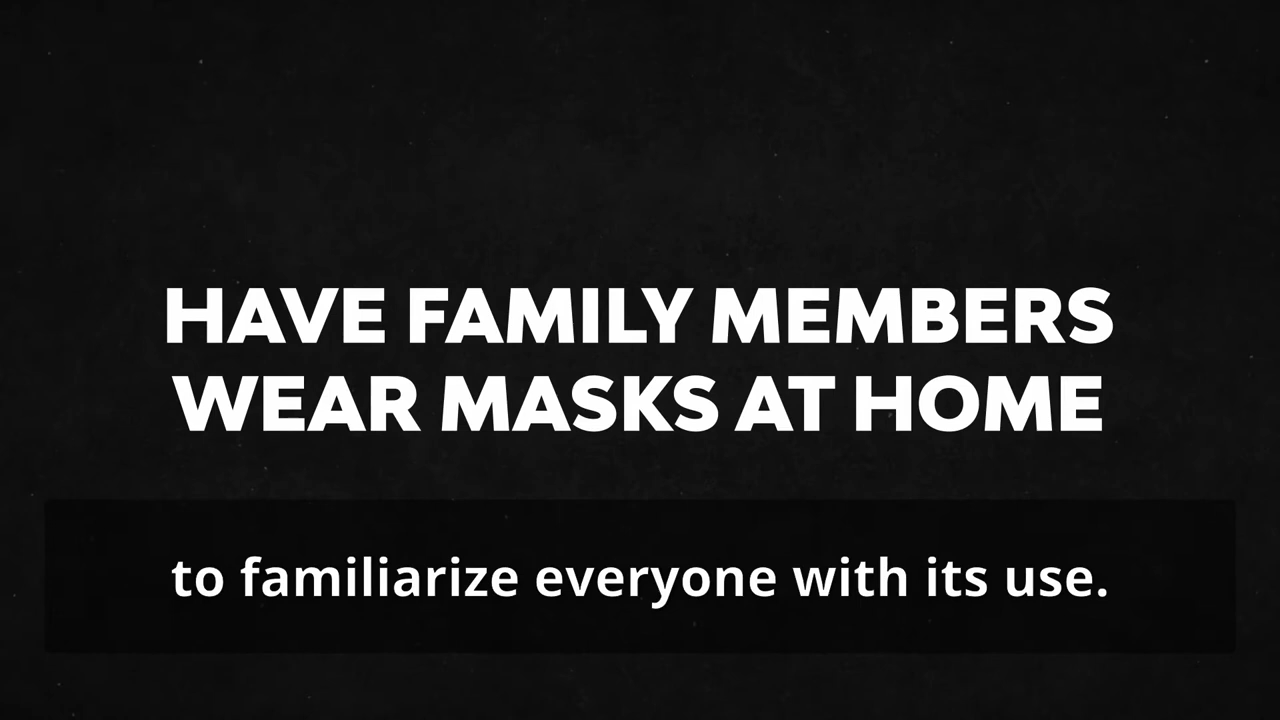 HAVE FAMILY MEMBERS
WEAR MASKS AT HOME
to familiarize everyone with its use.